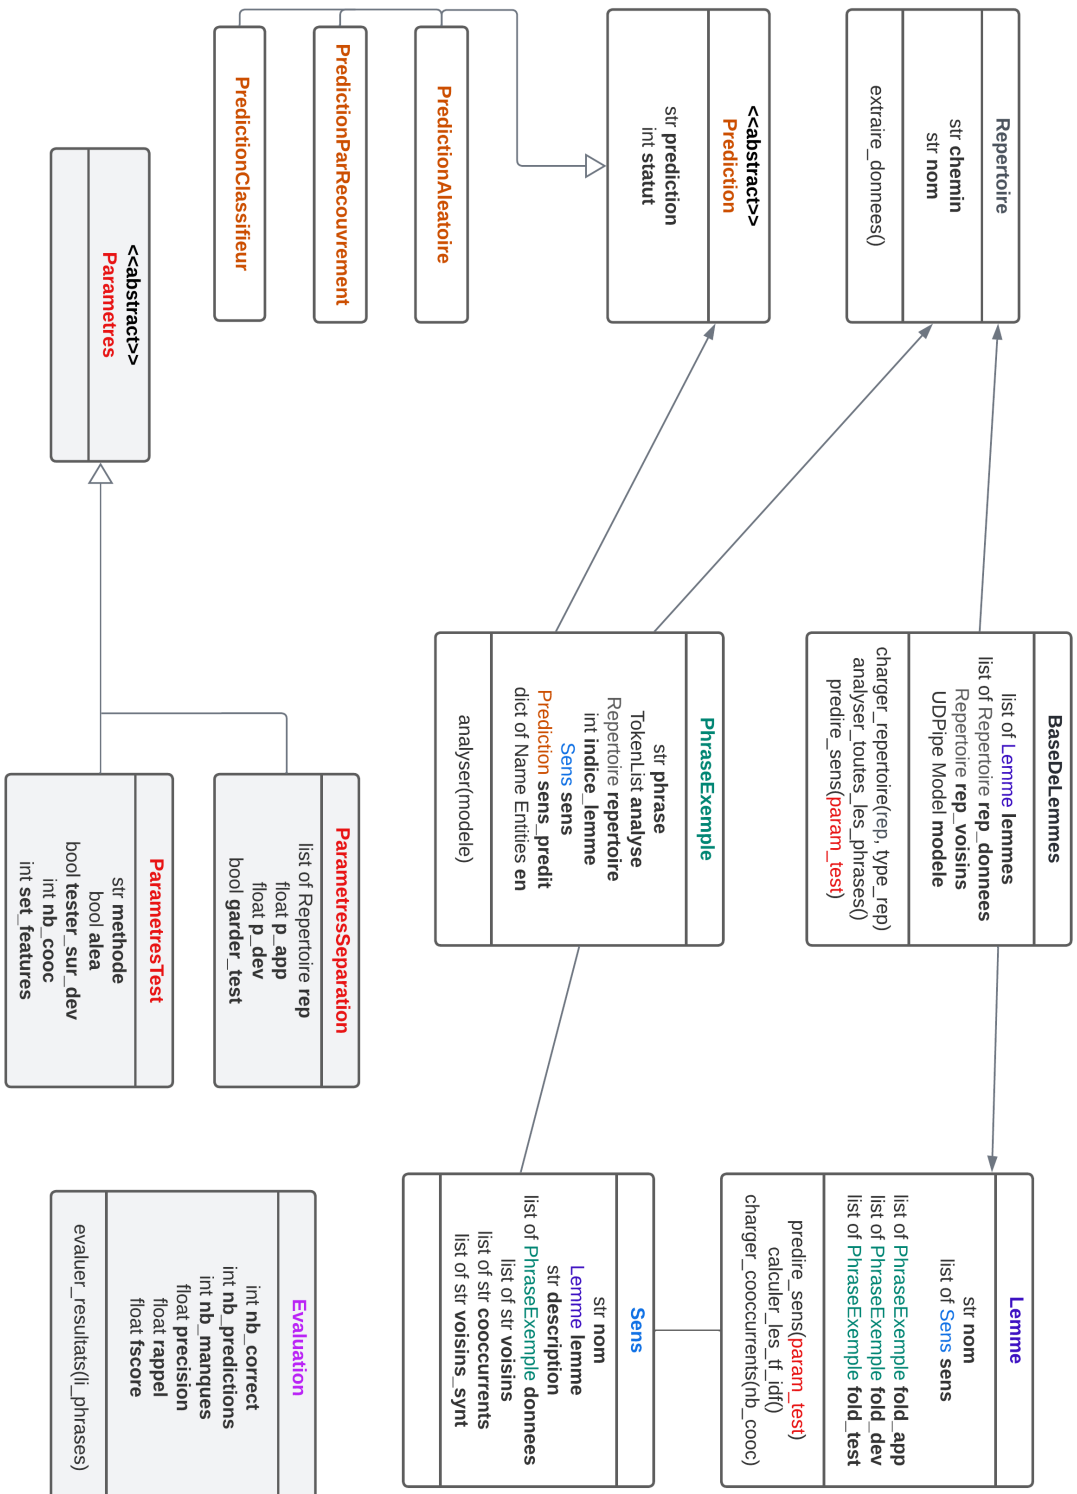 Repertoire
str chemin
str nom
extraire_donnees()
<<abstract>>
Prediction
str prediction
int statut
PredictionAleatoire
PredictionParRecouvrement
PredictionClassifieur
<<abstract>>
Parametres
BaseDeLemmes
list of Lemme lemmes
list of Repertoire rep_donnees
Repertoire rep_voisins
UDPipe Model modele
charger_repertoire(rep, type_rep)
analyser_toutes_les_phrases()
predire_sens(param_test)
PhraseExemple
str phrase
TokenList analyse
Repertoire repertoire
int indice_lemme
Sens sens
Prediction sens_predit
dict of Name Entities en
analyser(modele)
ParametresSeparation
list of Repertoire rep
float p_app
float p_dev
bool garder_test
ParametresTest
str methode
bool alea
bool tester_sur_dev
int nb_cooc
int set_features
Lemme
str nom
list of Sens sens
list of PhraseExemple fold_app
list of PhraseExemple fold_dev
list of PhraseExemple fold_test
predire_sens(param_test)
calculer_les_tf_idf()
charger_cooccurrents(nb_cooc)
Sens
str nom
Lemme lemme
str description
list of PhraseExemple donnees
list of str voisins
list of str cooccurrents
list of str voisins_synt
Evaluation
int nb_correct
int nb_predictions
int nb_manques
float precision
float rappel
float fscore
evaluer_resultats(li_phrases)